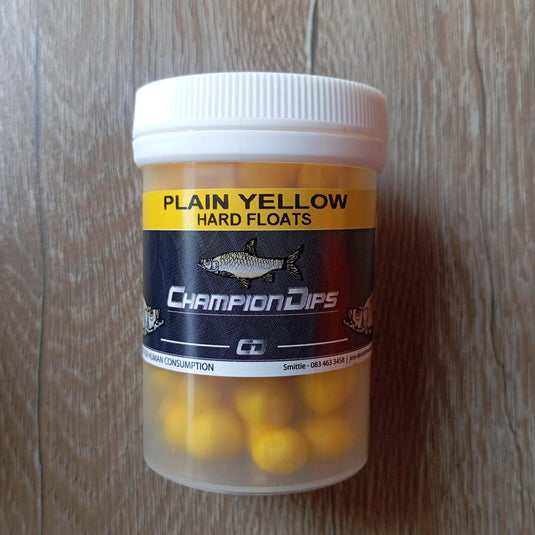 PLAIN YELLOW
HARD FLOATS
CHAMPIONDIPS
CD
HUMAN CONSUMPTION
Smittie - 083 463 3458 |